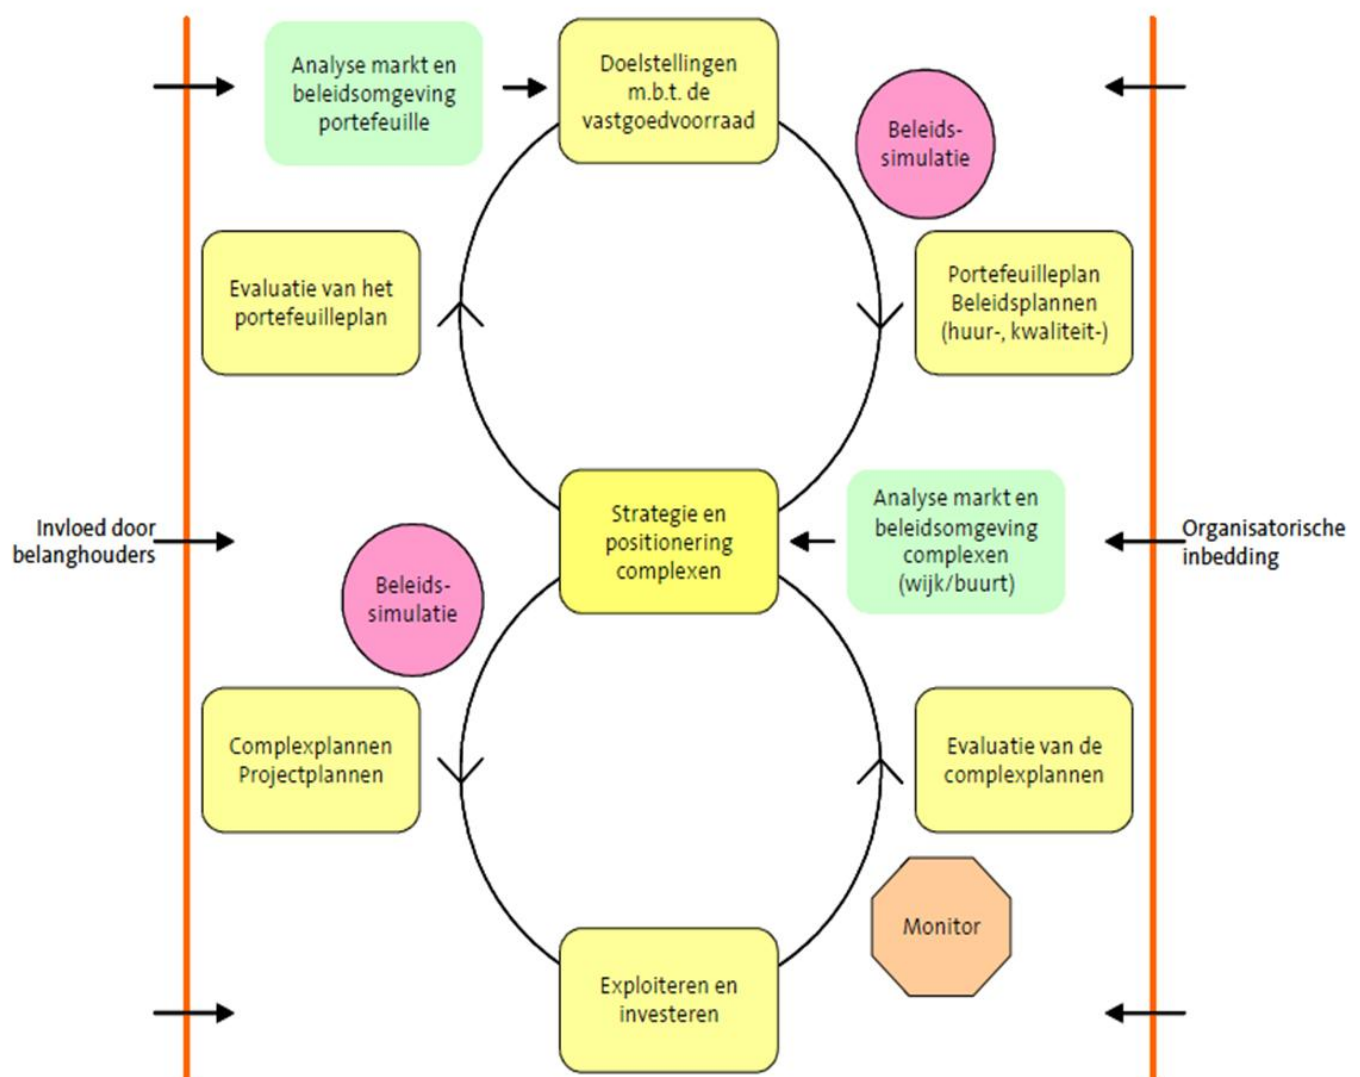 Analyse markt en
beleidsomgeving
portefeuille
Doelstellingen
m.b.t. de
vastgoedvoorraad
Beleids-
simulatie
Evaluatie van het
portefeuilleplan
Portefeuilleplan
Beleidsplannen
(huur-, kwaliteit-)
Invloed door
belanghouders
Strategie en
positionering
complexen
Analyse markt en
beleidsomgeving
complexen
(wijk/buurt)
Organisatorische
inbedding
Beleids-
simulatie
Complexplannen
Projectplannen
Evaluatie van de
complexplannen
Monitor
Exploiteren en
investeren